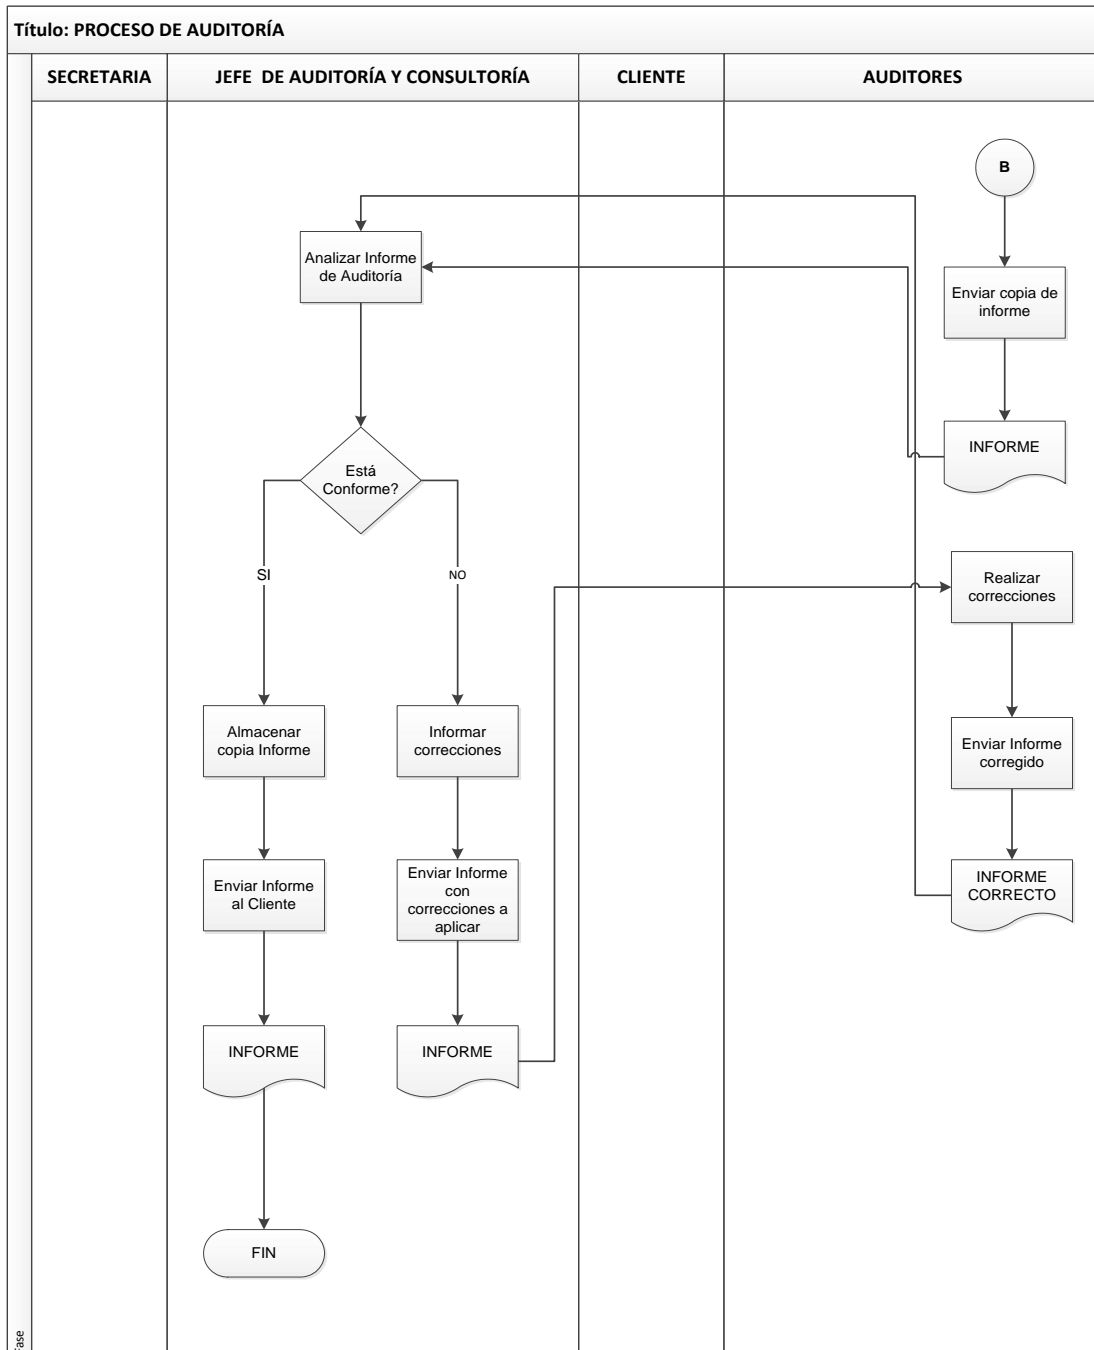 Título: PROCESO DE AUDITORÍA
SECRETARIA
JEFE DE AUDITORÍA Y CONSULTORÍA
CLIENTE
AUDITORES
B
Analizar Informe
de Auditoría
Enviar copia de
informe
INFORME
Está
Conforme?
SI
NO
Realizar
correcciones
Almacenar
copia Informe
Informar
correcciones
Enviar Informe
corregido
Enviar Informe
al Cliente
Enviar Informe
con
correcciones a
aplicar
INFORME
CORRECTO
INFORME
INFORME
FIN
Fase